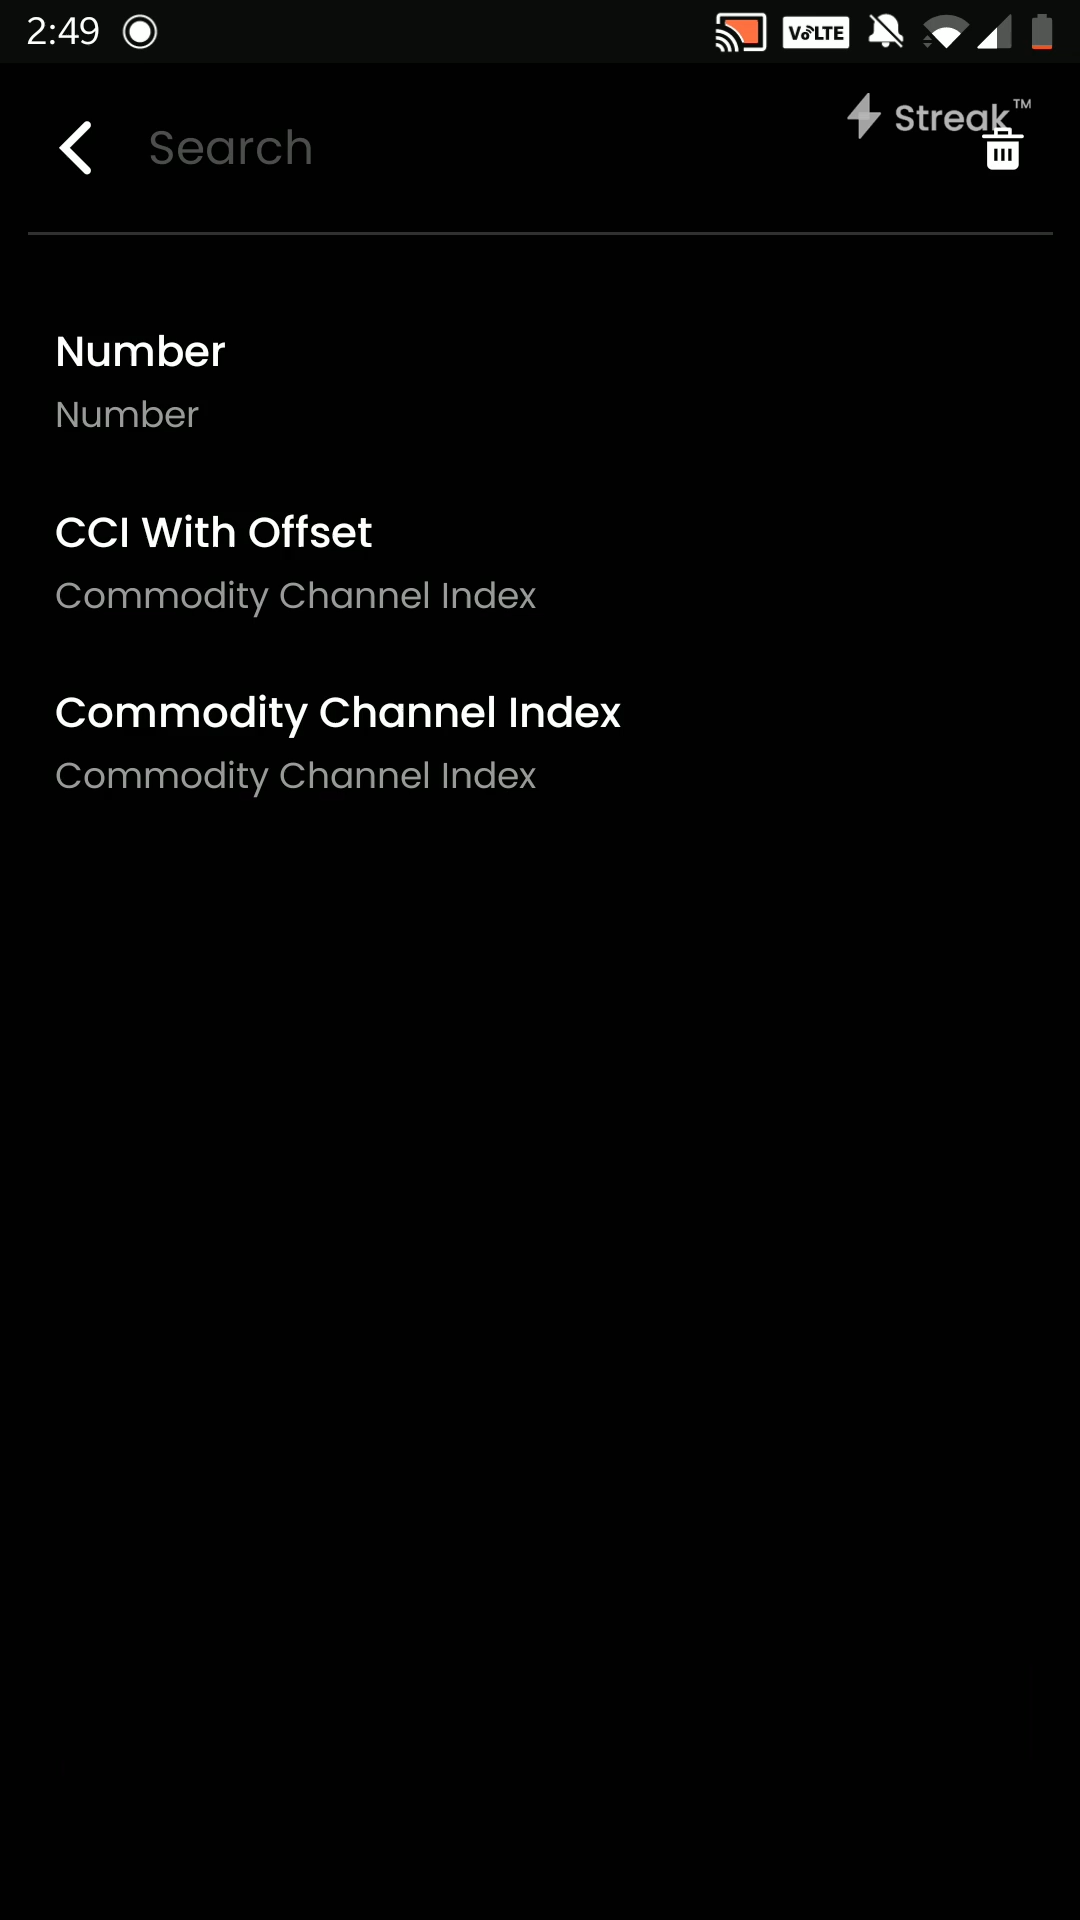 2:49
VoLTE
Streak™
Search
Number
Number
CCI With Offset
Commodity Channel Index
Commodity Channel Index
Commodity Channel Index